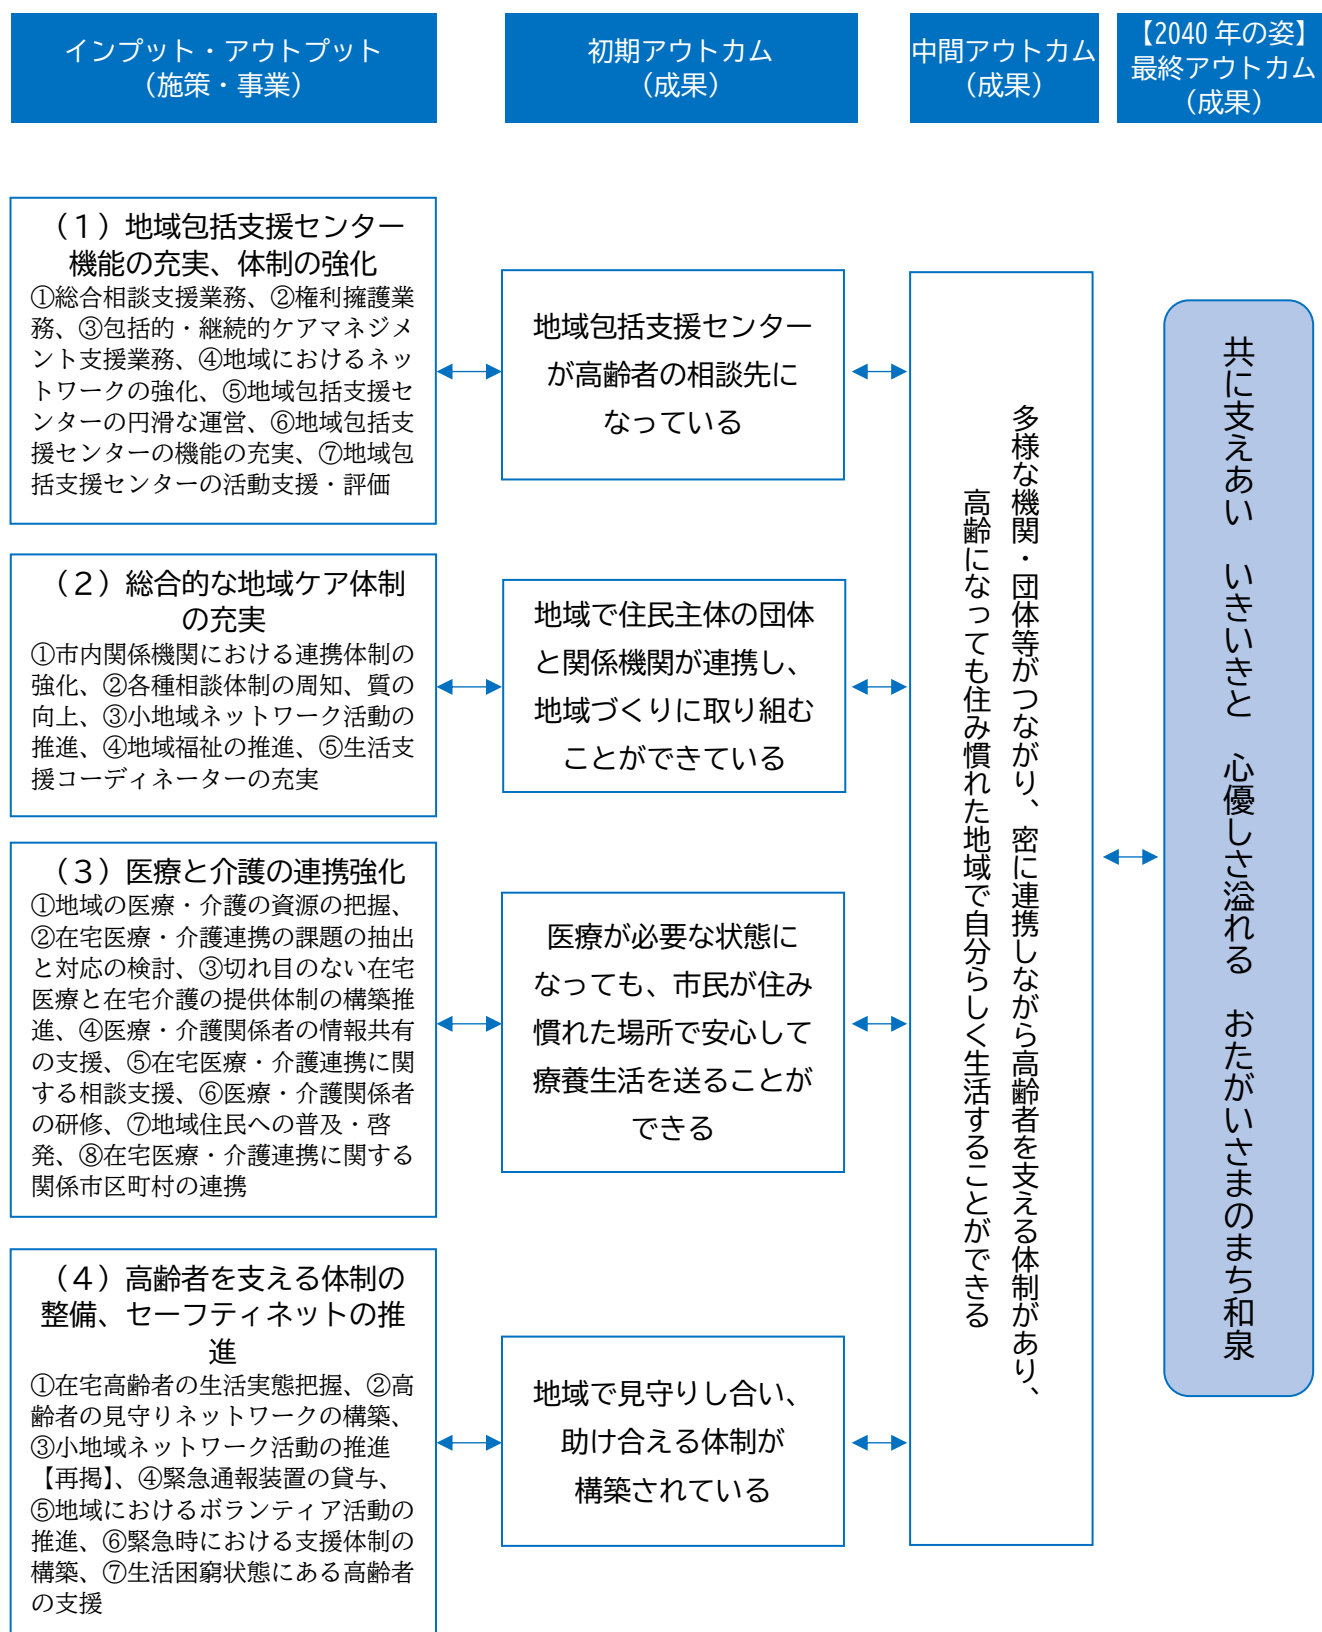 インプット・アウトプット
（施策・事業）
初期アウトカム
（成果）
中間アウトカム
（成果）
【2040年の姿】
最終アウトカム
（成果）
（１）地域包括支援センター
機能の充実、体制の強化
①総合相談支援業務、②権利擁護業
務、③包括的・継続的ケアマネジメ
ント支援業務、④地域におけるネッ
トワークの強化、⑤地域包括支援セ
ンターの円滑な運営、⑥地域包括支
援センターの機能の充実、⑦地域包
括支援センターの活動支援・評価
地域包括支援センター
が高齢者の相談先に
なっている
（２）総合的な地域ケア体制
の充実
①市内関係機関における連携体制の
強化、②各種相談体制の周知、質の
向上、③小地域ネットワーク活動の
推進、④地域福祉の推進、⑤生活支
援コーディネーターの充実
地域で住民主体の団体
と関係機関が連携し、
地域づくりに取り組む
ことができている
（３）医療と介護の連携強化
①地域の医療・介護の資源の把握、
②在宅医療・介護連携の課題の抽出
と対応の検討、③切れ目のない在宅
医療と在宅介護の提供体制の構築推
進、④医療・介護関係者の情報共有
の支援、⑤在宅医療・介護連携に関
する相談支援、⑥医療・介護関係者
の研修、⑦地域住民への普及・啓
発、⑧在宅医療・介護連携に関する
関係市区町村の連携
医療が必要な状態に
なっても、市民が住み
慣れた場所で安心して
療養生活を送ることが
できる
（４）高齢者を支える体制の
整備、セーフティネットの推
進
①在宅高齢者の生活実態把握、②高
齢者の見守りネットワークの構築、
③小地域ネットワーク活動の推進
【再掲】、④緊急通報装置の貸与、
⑤地域におけるボランティア活動の
推進、⑥緊急時における支援体制の
構築、⑦生活困窮状態にある高齢者
の支援
地域で見守りし合い、
助け合える体制が
構築されている
多様な機関・団体等がつながり、密に連携しながら高齢者を支える体制があり、
高齢になっても住み慣れた地域で自分らしく生活することができる
共に支えあい　いきいきと　心優しさ溢れる　おたがいさまのまち和泉